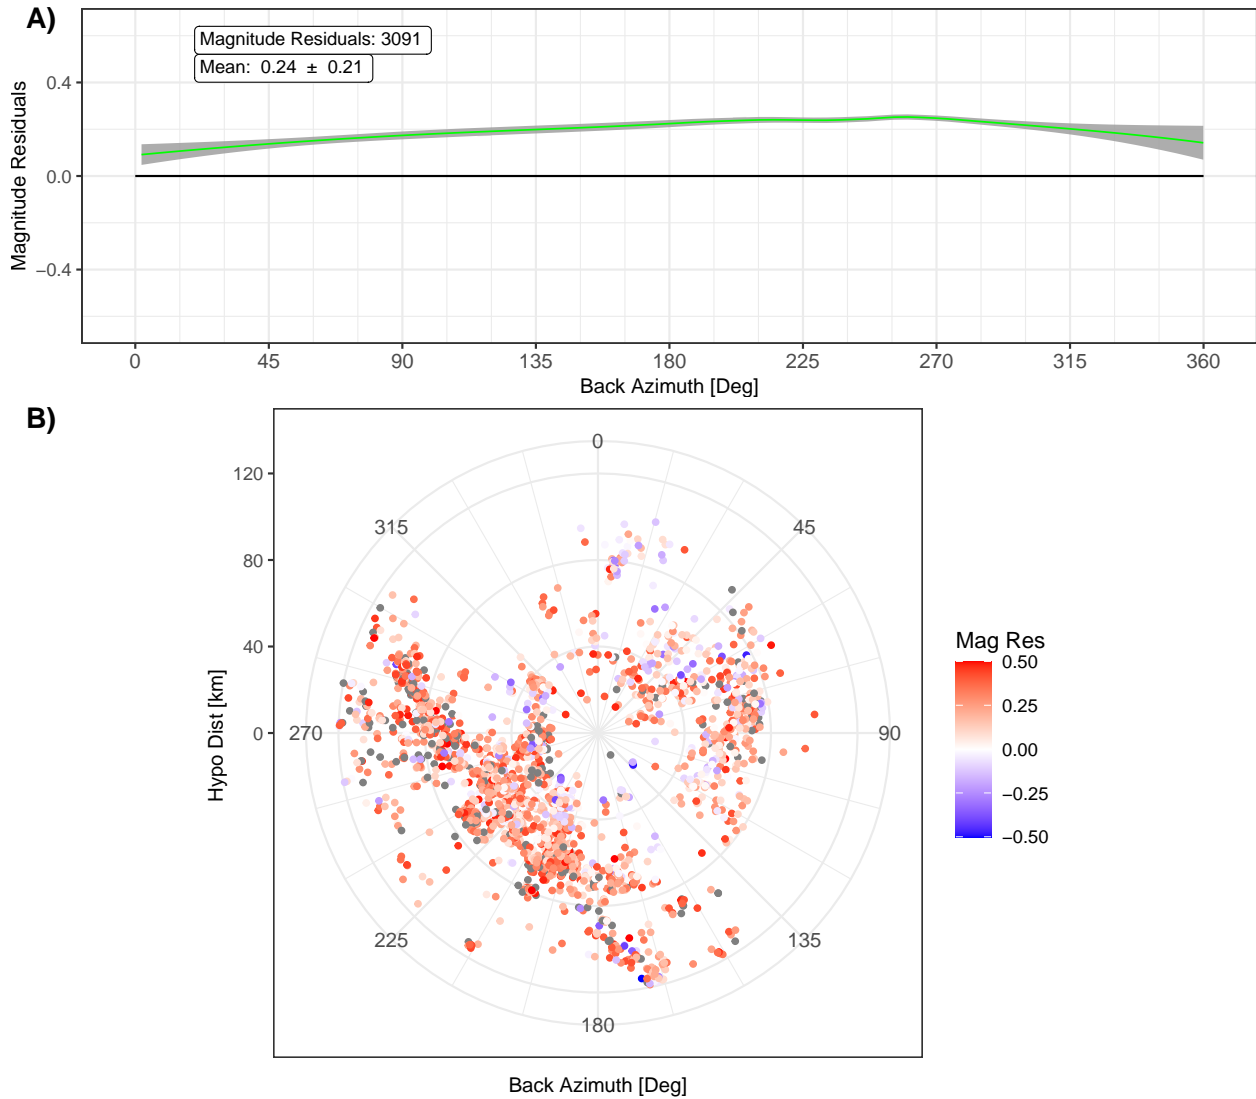 A)
Magnitude Residuals: 3091
Mean: 0.24 ± 0.21
Magnitude Residuals
0.4
0.0
−0.4
0 45 90 135 180 225 270 315 360
Back Azimuth [Deg]
B)
Hypo Dist [km]
120
80
40
0
0
45
90
135
180
225
270
315
Back Azimuth [Deg]
Mag Res
0.50
0.25
0.00
−0.25
−0.50